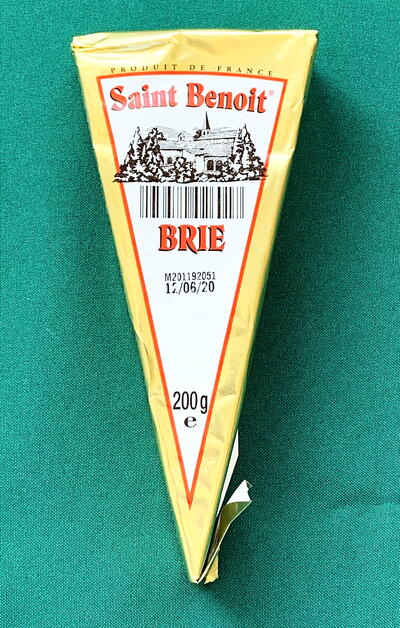 PRODUIT DE FRANCE
Saint Benoit®
BRIE
M201192051
12/06/20
200g
e